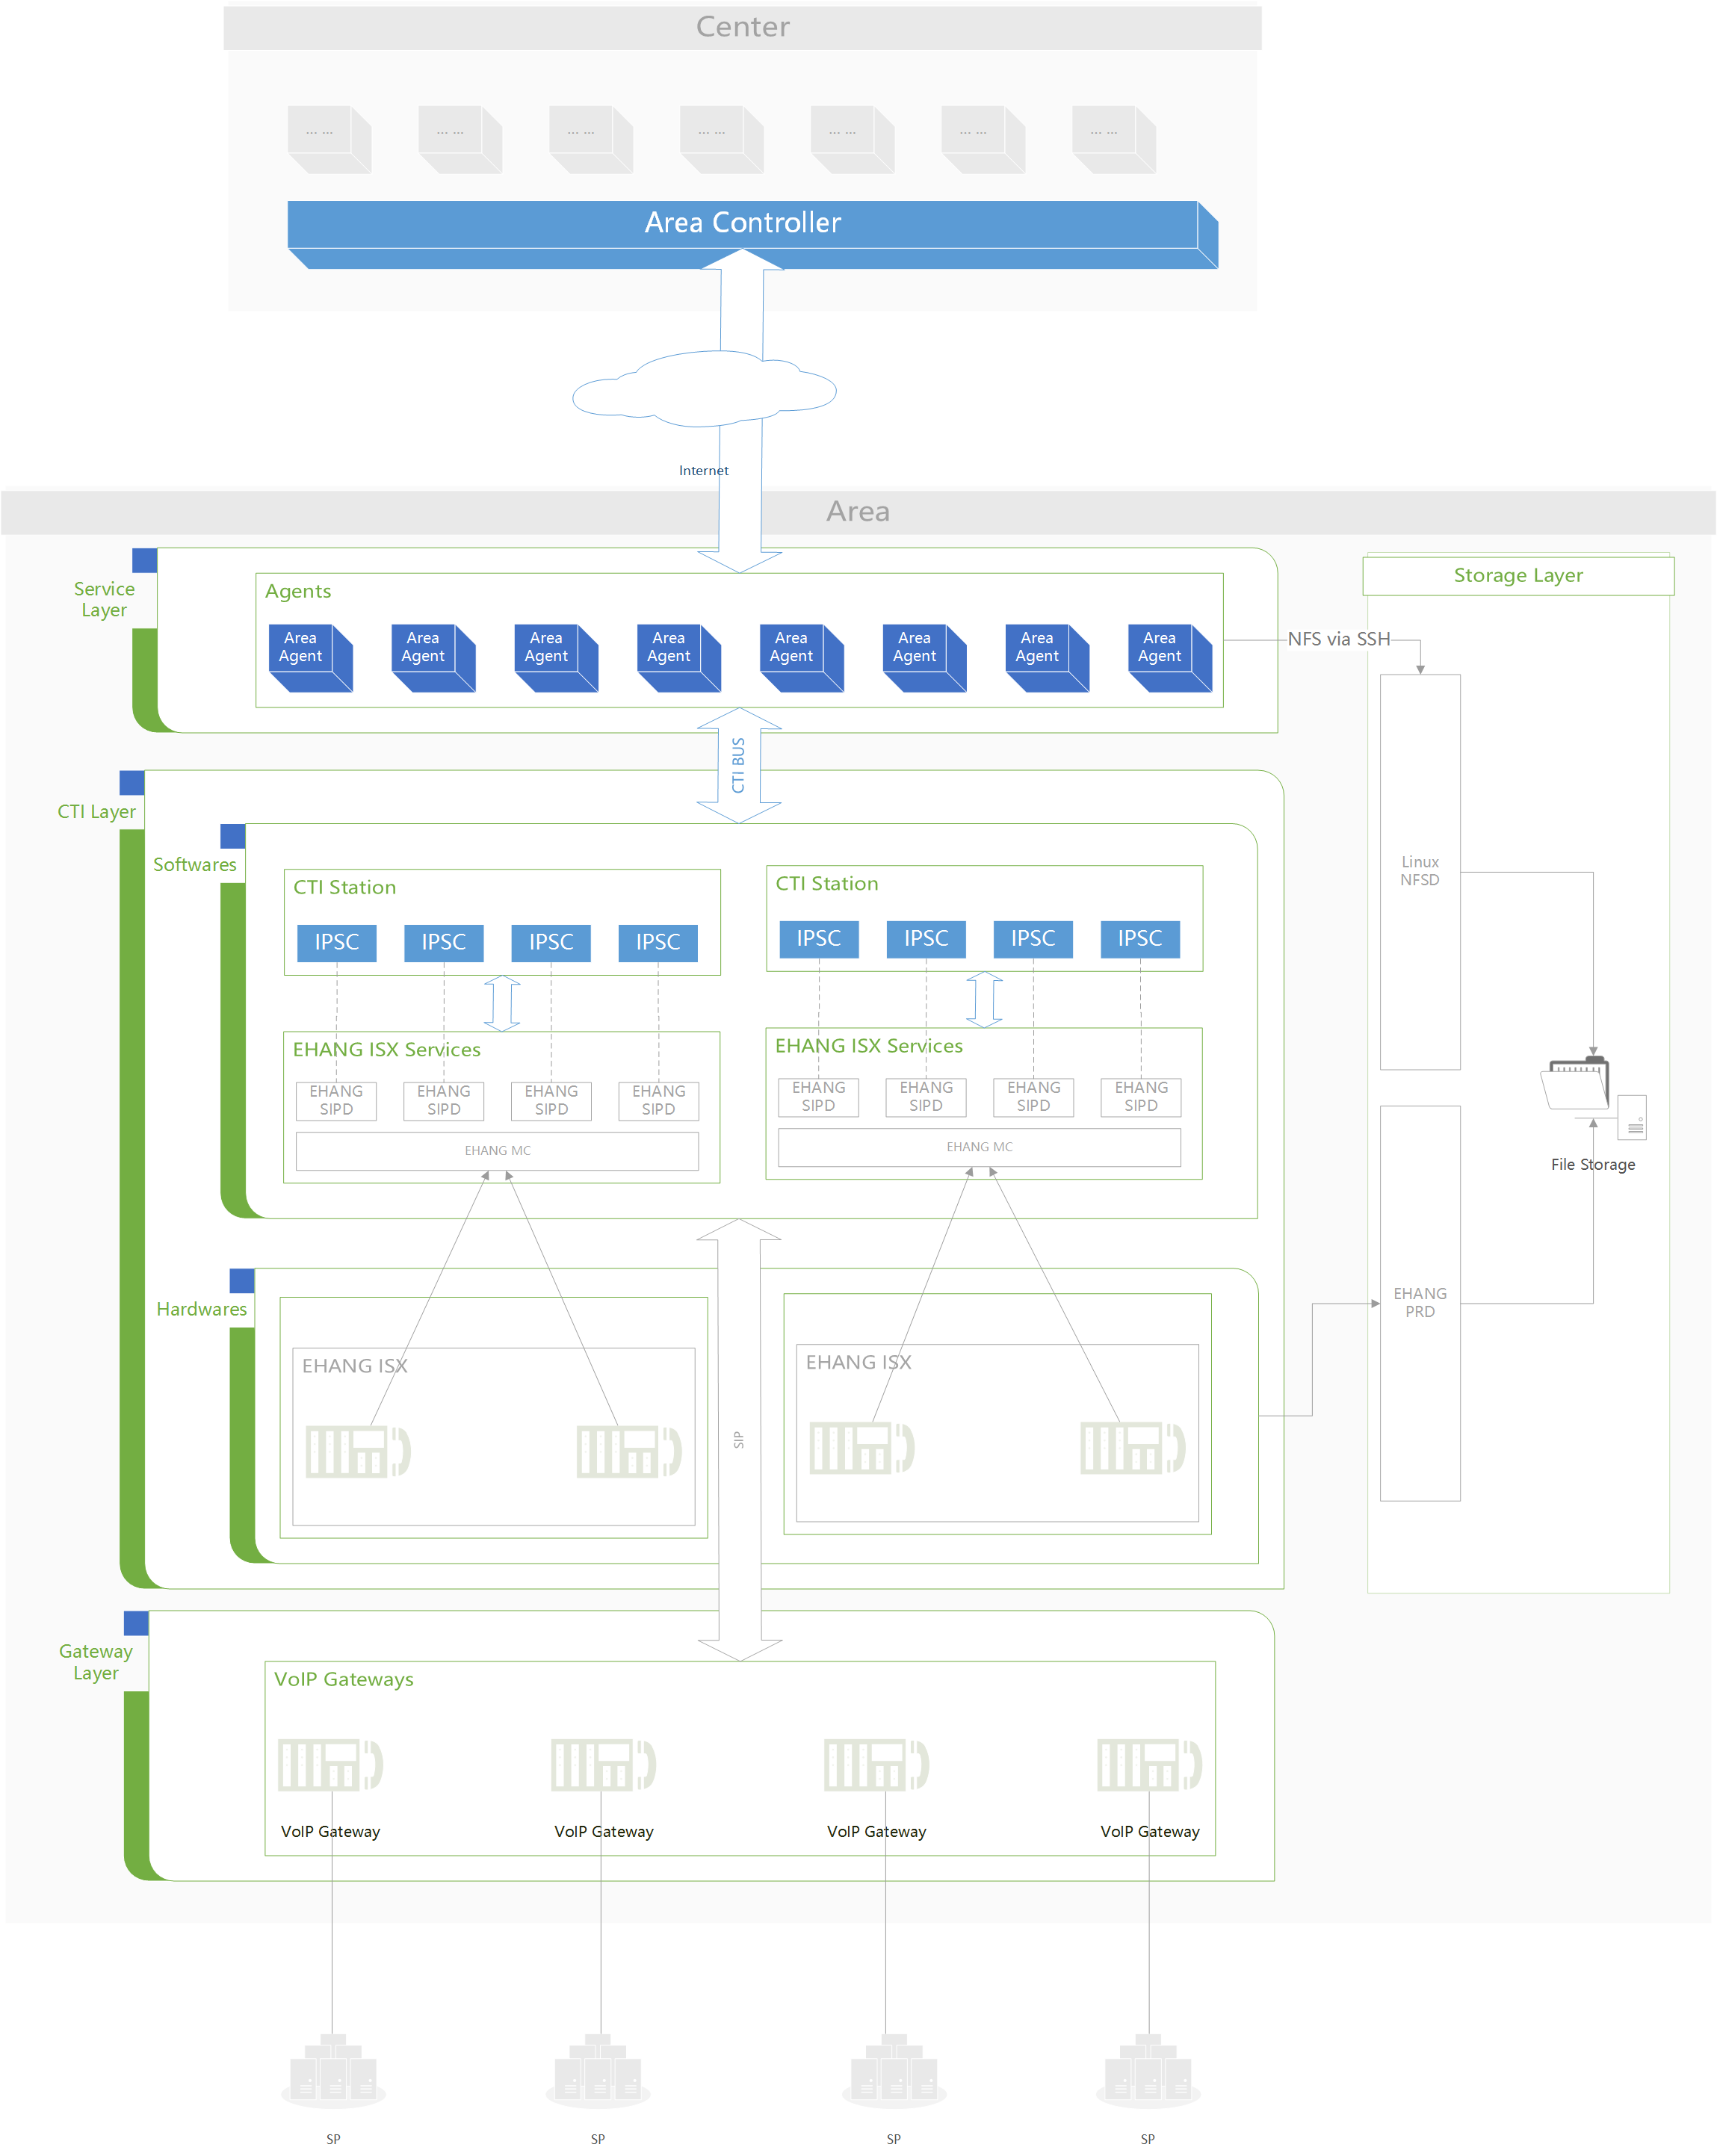 Center
... ...
... ...
... ...
... ...
... ...
... ...
... ...
Area Controller
Internet
Area
Service
Layer
Agents
Area
Agent
Area
Agent
Area
Agent
Area
Agent
Area
Agent
Area
Agent
Area
Agent
Area
Agent
NFS via SSH
Storage Layer
CTI BUS
CTI Layer
Softwares
CTI Station
IPSC
IPSC
IPSC
IPSC
CTI Station
IPSC
IPSC
IPSC
IPSC
EHANG ISX Services
EHANG
SIPD
EHANG
SIPD
EHANG
SIPD
EHANG
SIPD
EHANG MC
EHANG ISX Services
EHANG
SIPD
EHANG
SIPD
EHANG
SIPD
EHANG
SIPD
EHANG MC
Linux
NFSD
File Storage
EHANG
PRD
Hardwares
EHANG ISX
EHANG ISX
SIP
Gateway
Layer
VoIP Gateways
VoIP Gateway
VoIP Gateway
VoIP Gateway
VoIP Gateway
SP
SP
SP
SP